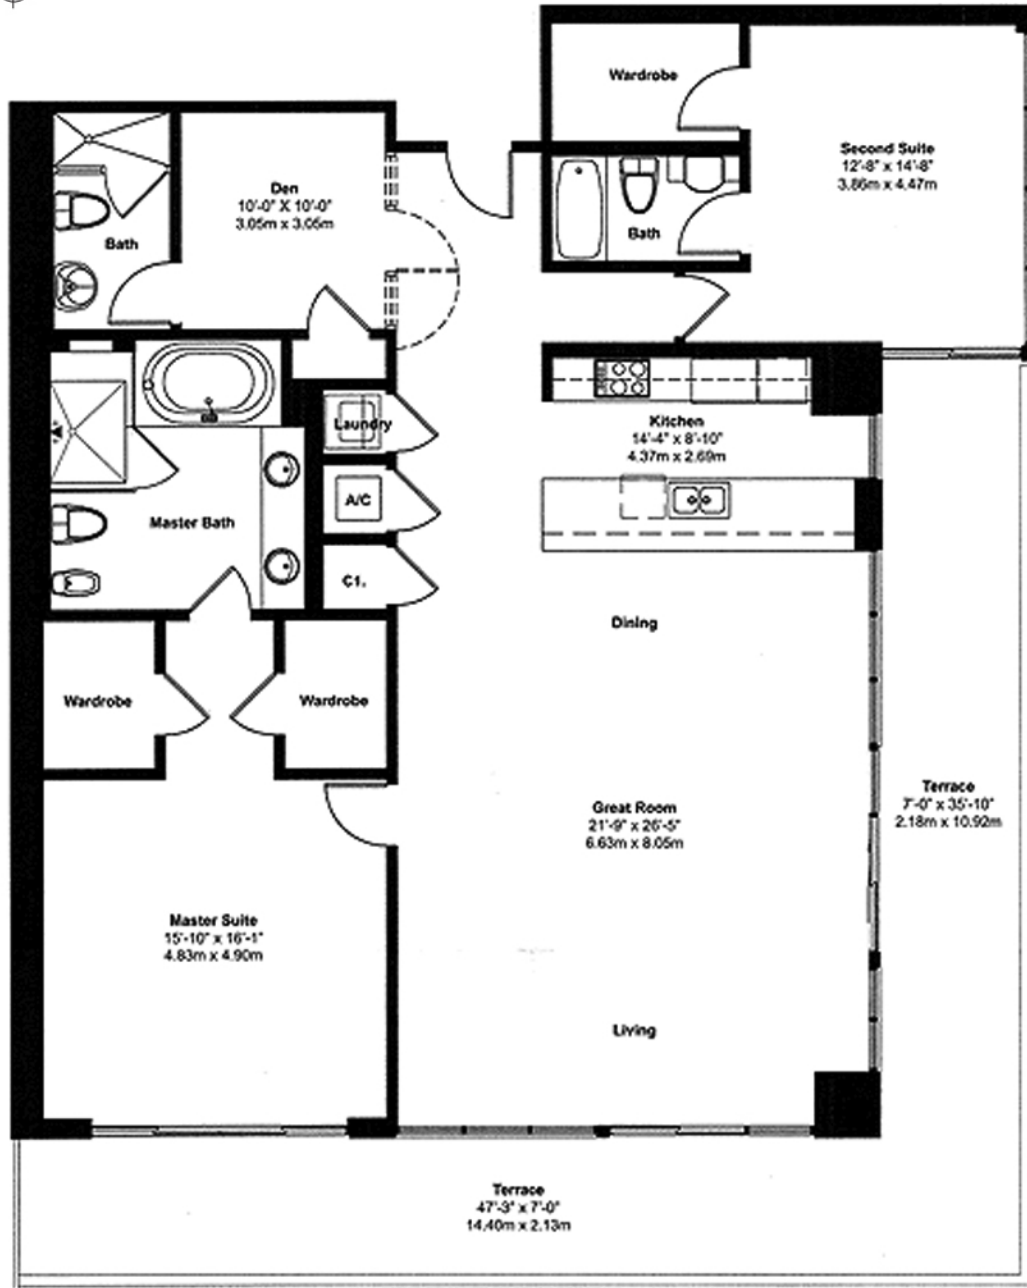 Wardrobe
Second Suite
12'-8" x 14'-8"
3.86m x 4.47m
Den
10'-0" X 10'-0"
3.05m x 3.05m
Bath
Bath
Kitchen
14'-4" x 8'-10"
4.37m x 2.69m
Laundry
A/C
Master Bath
C1.
Dining
Wardrobe
Wardrobe
Great Room
21'-9" x 26'-5"
6.63m x 8.05m
Terrace
7'-0" x 35'-10"
2.18m x 10.92m
Master Suite
15'-10" x 16'-1"
4.83m x 4.90m
Living
Terrace
47'-3" x 7'-0"
14.40m x 2.13m